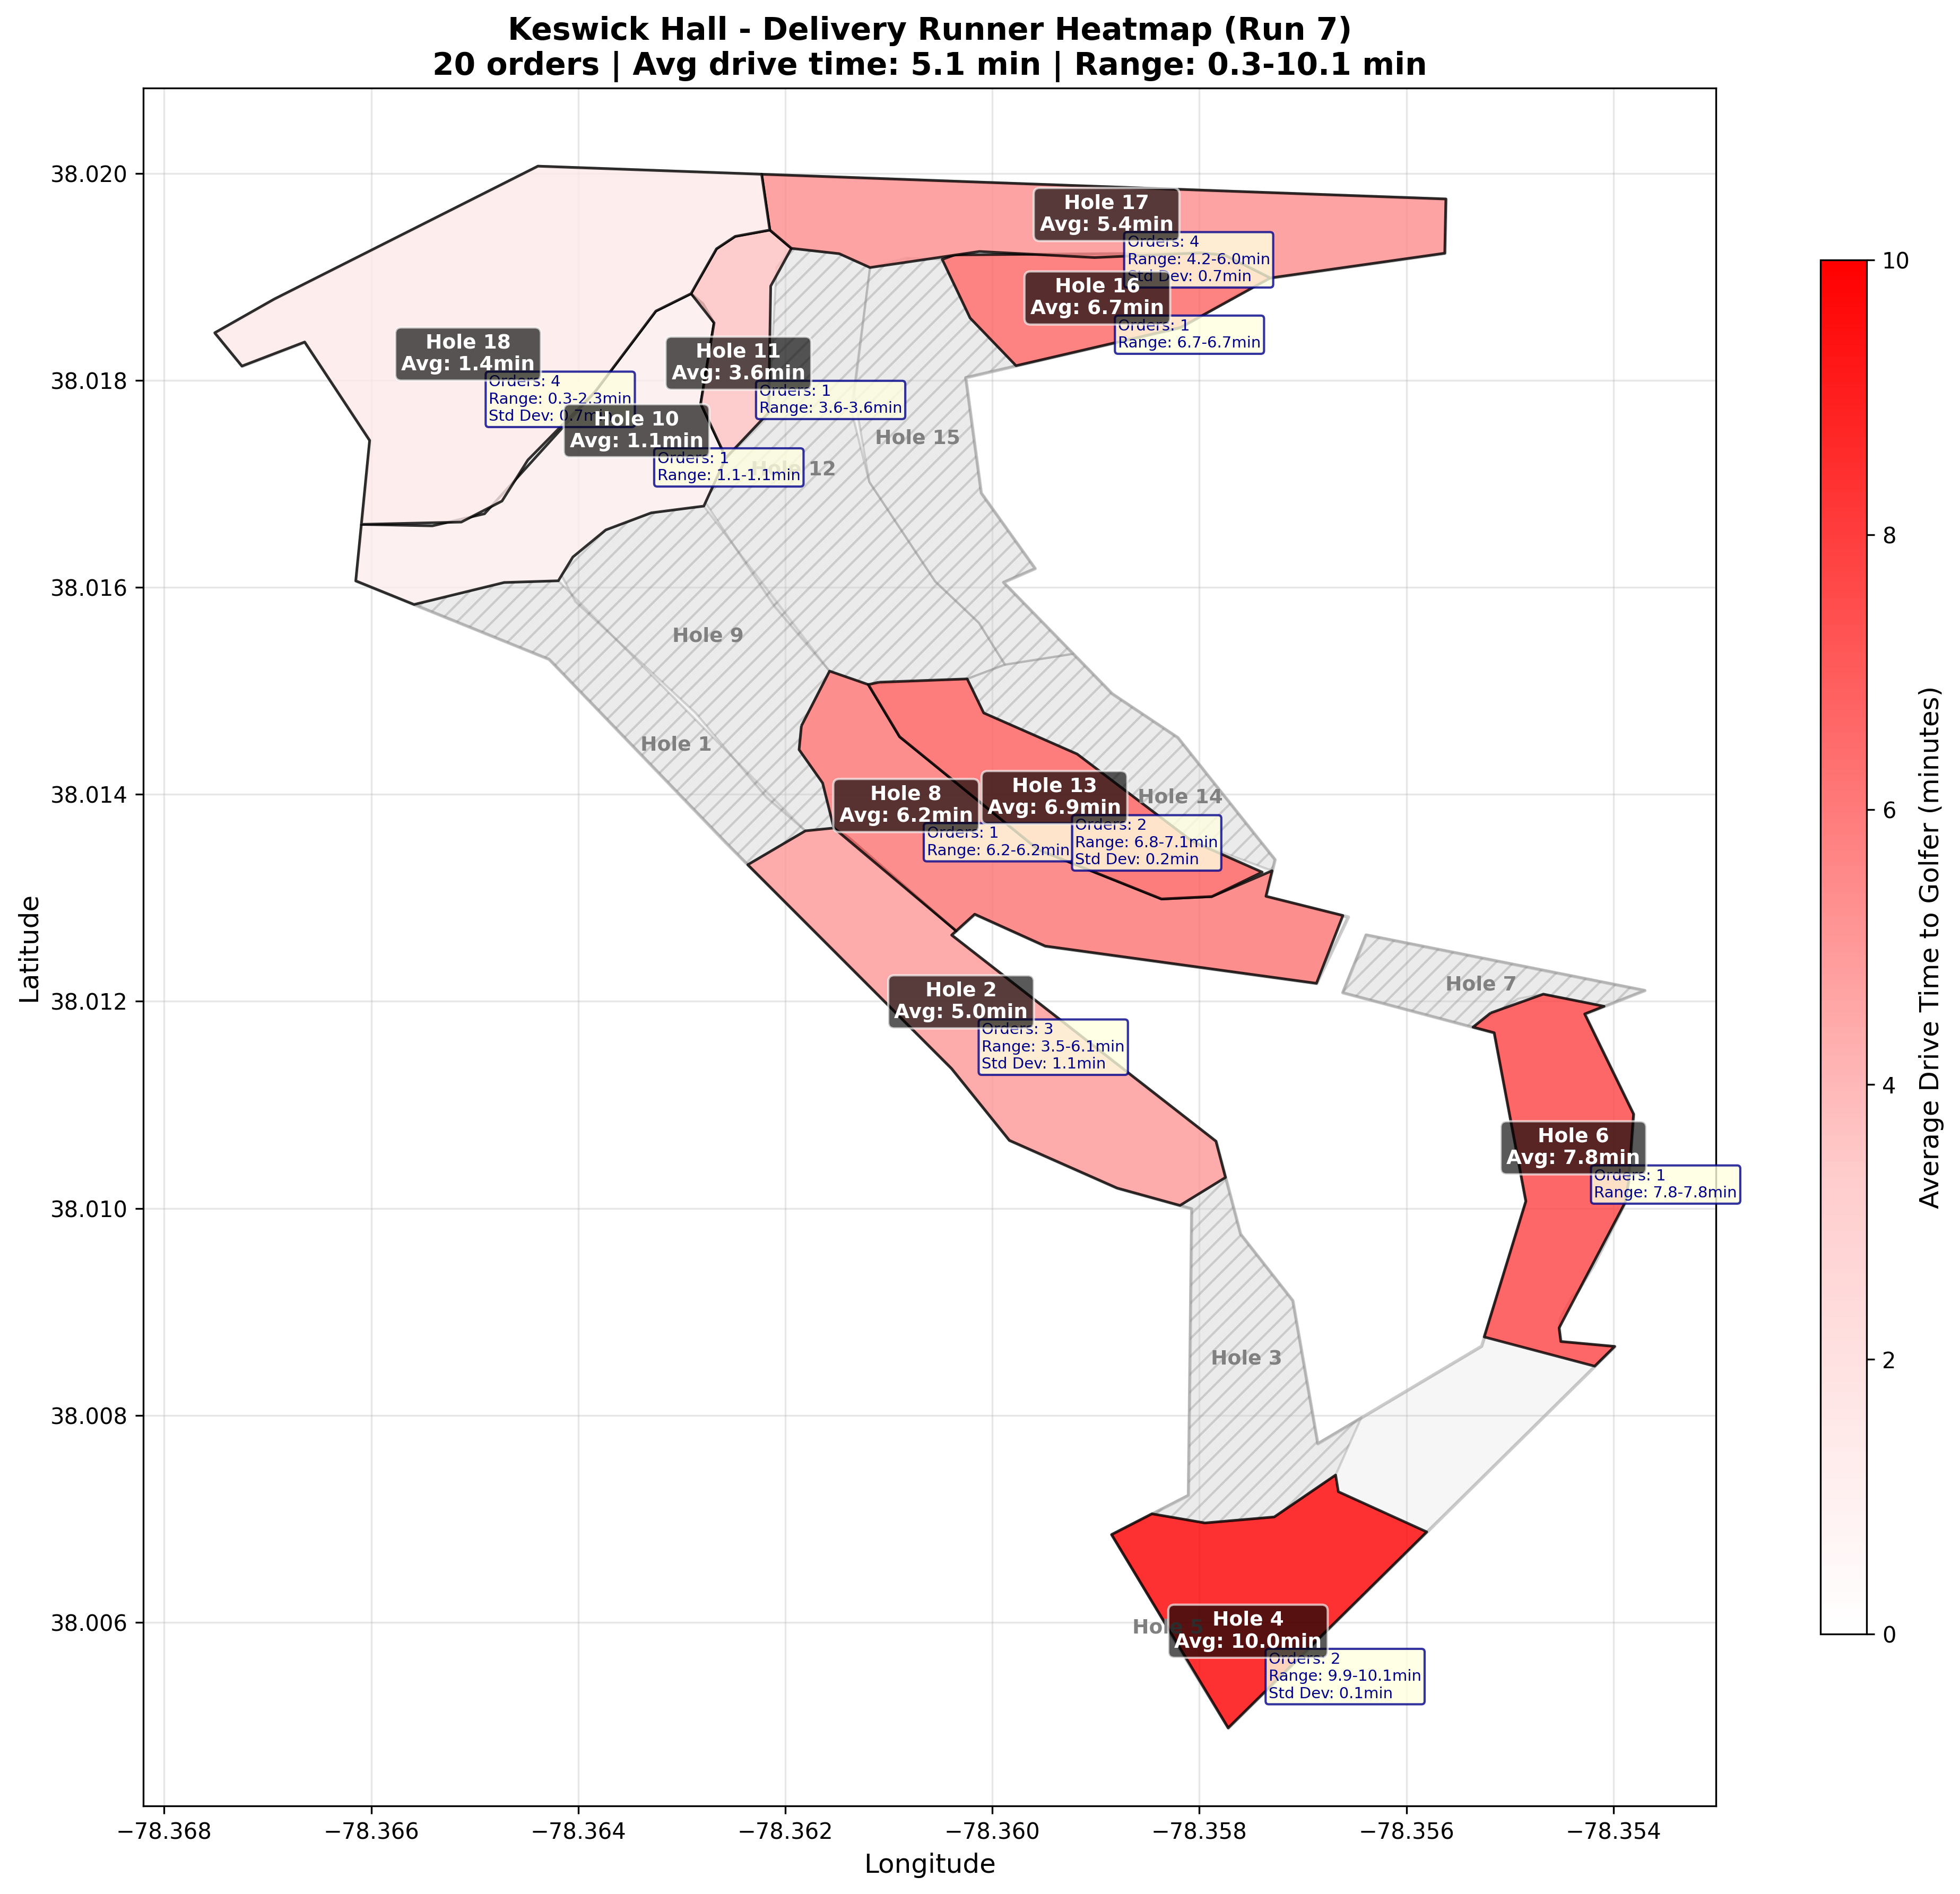 Keswick Hall - Delivery Runner Heatmap (Run 7)
20 orders | Avg drive time: 5.1 min | Range: 0.3-10.1 min
Hole 17
Avg: 5.4min
Orders: 4
Range: 4.2-6.0min
Std Dev: 0.7min
Hole 16
Avg: 6.7min
Orders: 1
Range: 6.7-6.7min
Hole 18
Avg: 1.4min
Orders: 4
Range: 0.3-2.3min
Std Dev: 0.7min
Hole 11
Avg: 3.6min
Orders: 1
Range: 3.6-3.6min
Hole 10
Avg: 1.1min
Orders: 1
Range: 1.1-1.1min
Hole 15
Hole 12
Hole 9
Hole 1
Hole 8
Avg: 6.2min
Orders: 1
Range: 6.2-6.2min
Hole 13
Avg: 6.9min
Orders: 2
Range: 6.8-7.1min
Std Dev: 0.2min
Hole 14
Hole 7
Hole 2
Avg: 5.0min
Orders: 3
Range: 3.5-6.1min
Std Dev: 1.1min
Hole 6
Avg: 7.8min
Orders: 1
Range: 7.8-7.8min
Hole 3
Hole 5
Hole 4
Avg: 10.0min
Orders: 2
Range: 9.9-10.1min
Std Dev: 0.1min
38.020
38.018
38.016
38.014
38.012
38.010
38.008
38.006
Latitude
−78.368
−78.366
−78.364
−78.362
−78.360
−78.358
−78.356
−78.354
Longitude
10
8
6
4
2
0
Average Drive Time to Golfer (minutes)